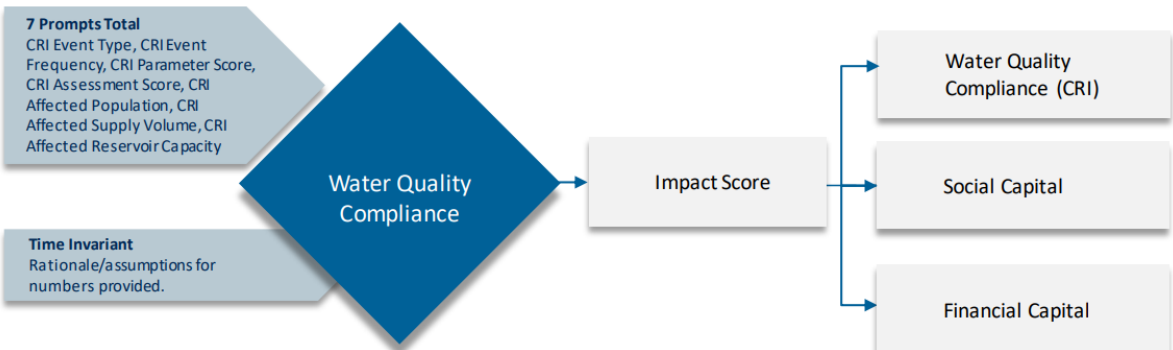 7 Prompts Total
CRI Event Type, CRI Event
Frequency, CRI Parameter Score,
CRI Assessment Score, CRI
Affected Population, CRI
Affected Supply Volume, CRI
Affected Reservoir Capacity
Time Invariant
Rationale/assumptions for
numbers provided.
Water Quality
Compliance
Impact Score
Water Quality
Compliance (CRI)
Social Capital
Financial Capital